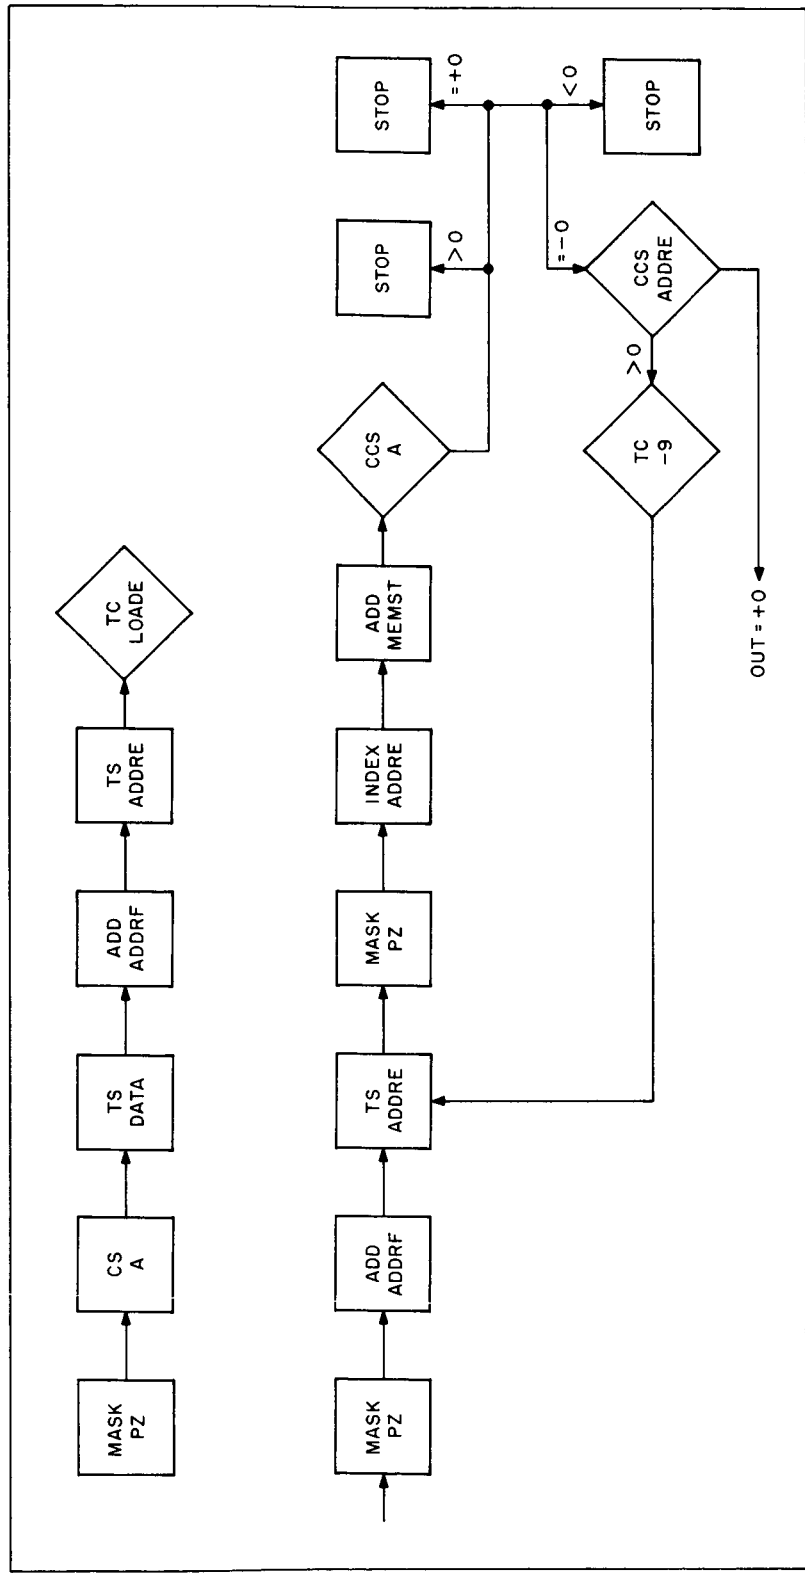 MASK
PZ
CS
A
TS
DATA
ADD
ADDRF
TS
ADDRE
TC
LOADE
MASK
PZ
ADD
ADDRF
TS
ADDRE
MASK
PZ
INDEX
ADDRE
ADD
MEMST
CCS
A
>0
STOP
=+0
STOP
=-0
<0
STOP
CCS
ADDRE
>0
TC
-9
OUT=+0